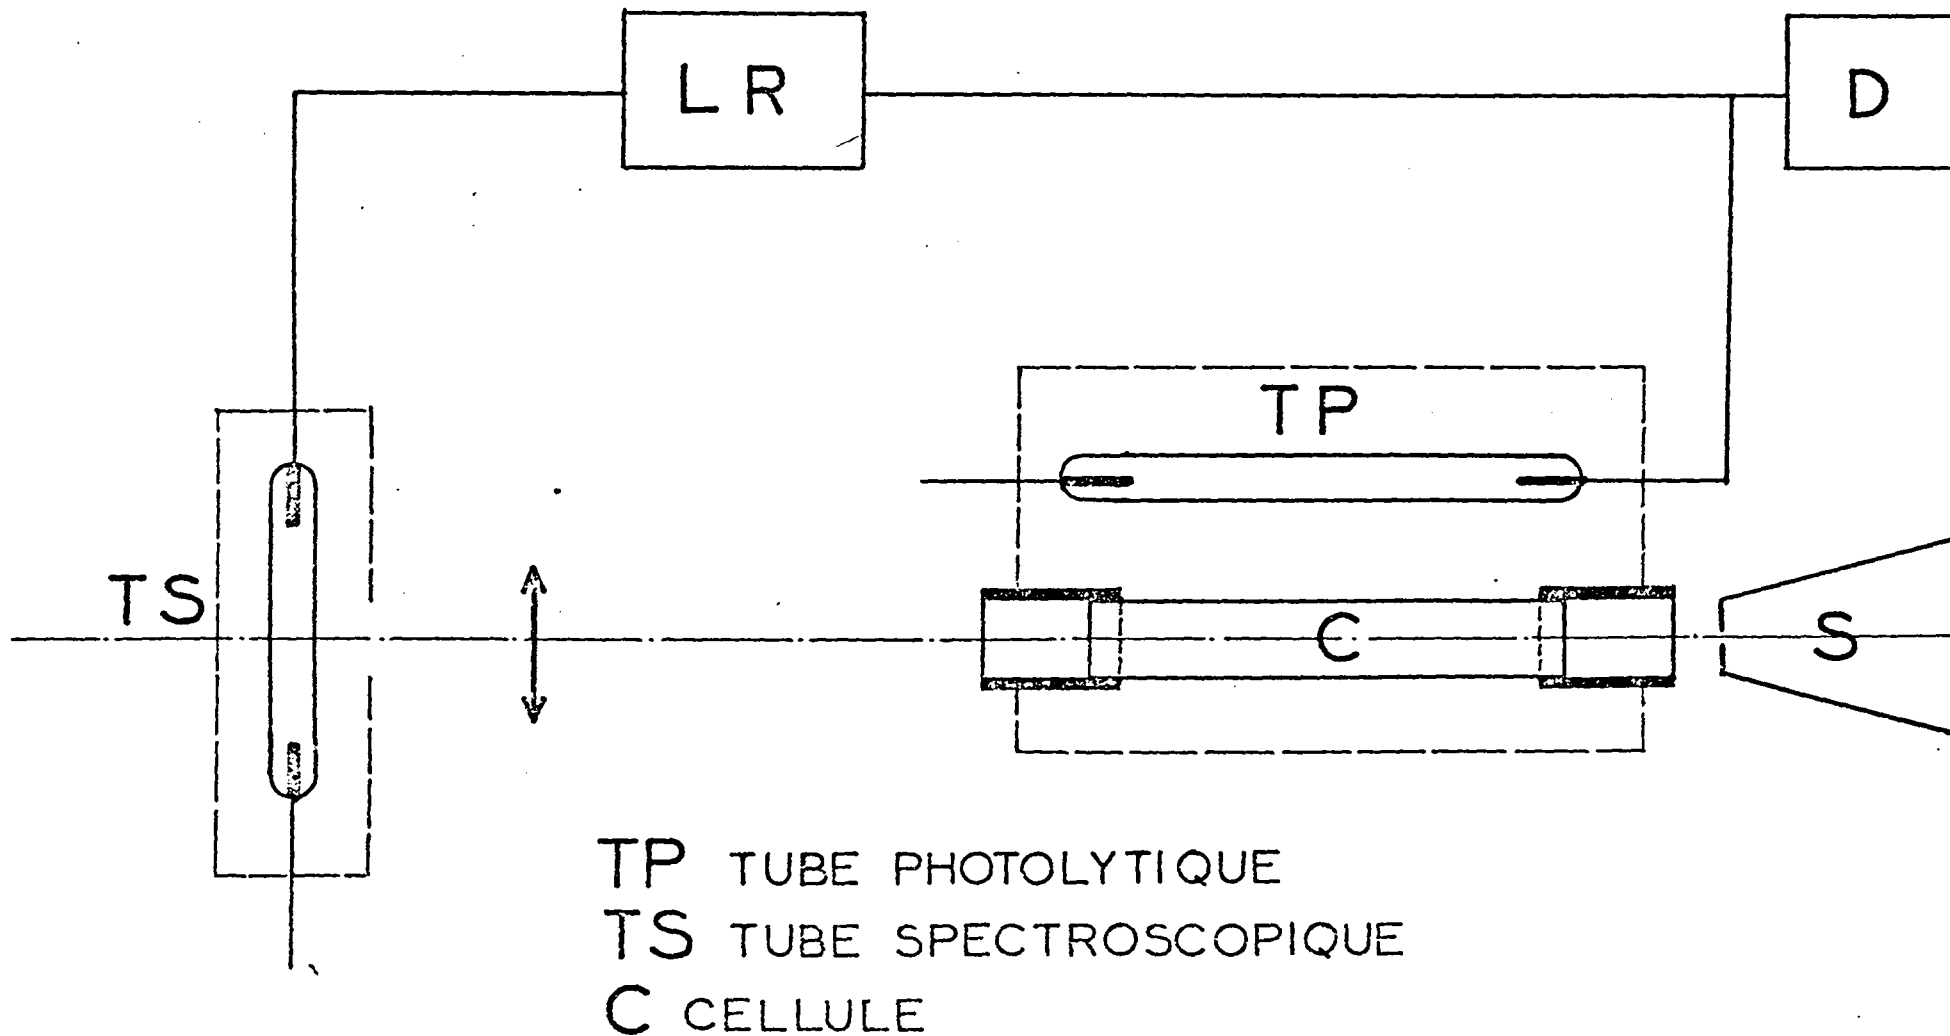 LR
D
TP
TS
C
S
TP TUBE PHOTOLYTIQUE
TS TUBE SPECTROSCOPIQUE
C CELLULE